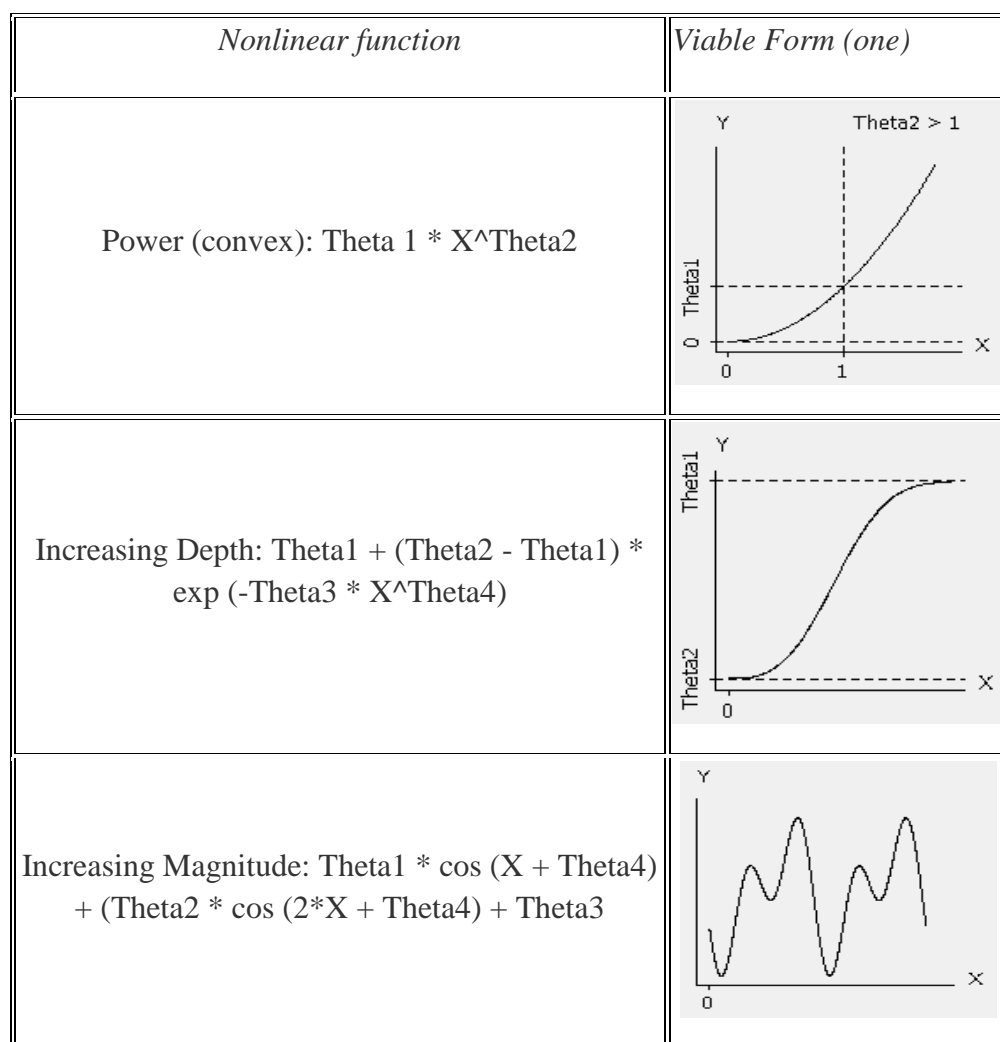 Nonlinear function
Viable Form (one)
Power (convex): Theta 1 * X^Theta2
Y
Theta2 > 1
Theta1
0
X
0
1
Increasing Depth: Theta1 + (Theta2 - Theta1) *
exp (-Theta3 * X^Theta4)
Y
Theta1
Theta2
X
0
Increasing Magnitude: Theta1 * cos (X + Theta4)
+ (Theta2 * cos (2*X + Theta4) + Theta3
Y
X
0